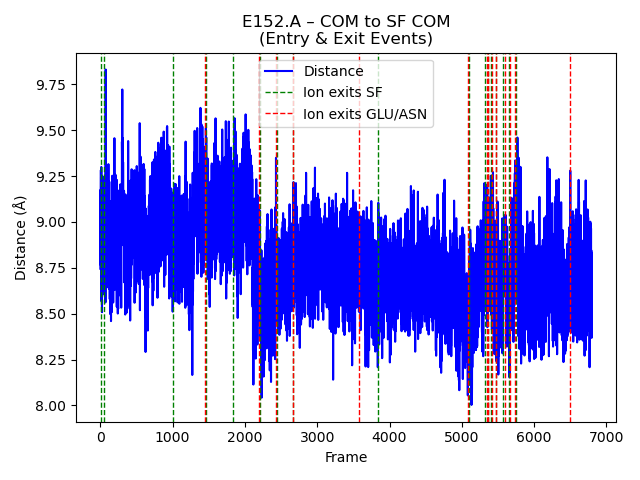 E152.A – COM to SF COM
(Entry & Exit Events)
Distance
Ion exits SF
Ion exits GLU/ASN
Distance (Å)
9.75
9.50
9.25
9.00
8.75
8.50
8.25
8.00
0
1000
2000
3000
4000
5000
6000
7000
Frame